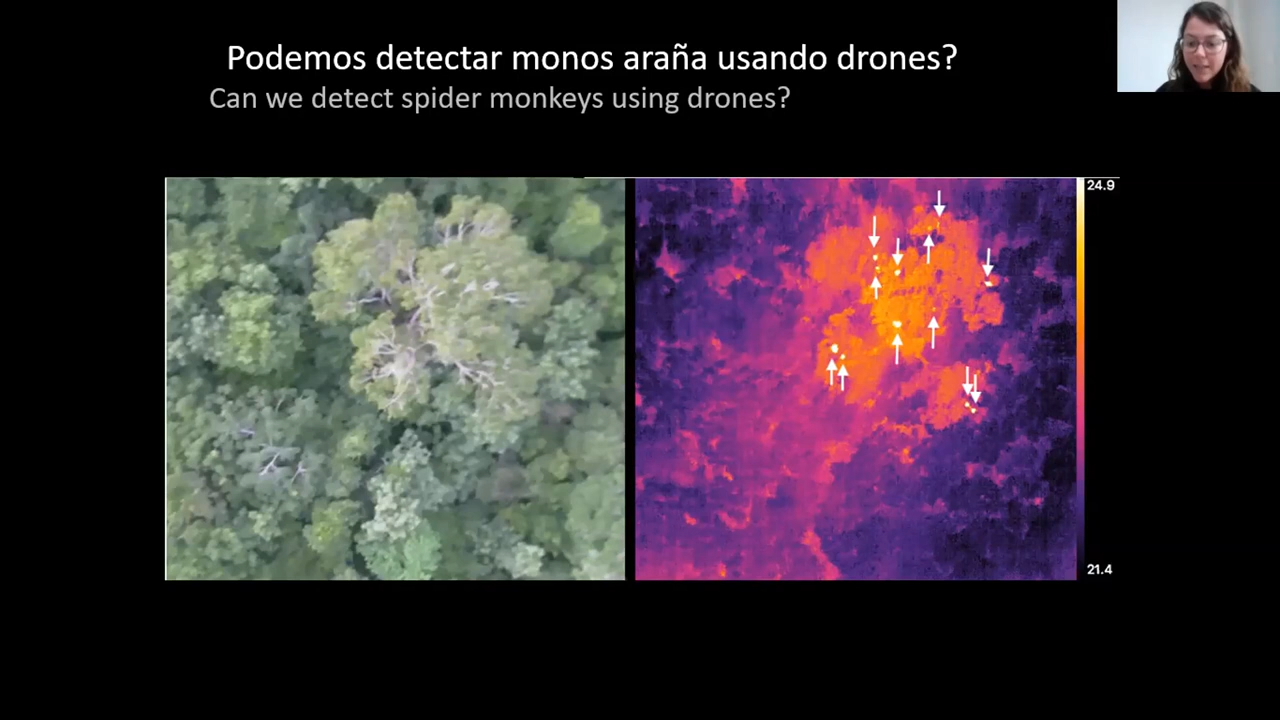 Podemos detectar monos araña usando drones?
Can we detect spider monkeys using drones?
24.9
21.4